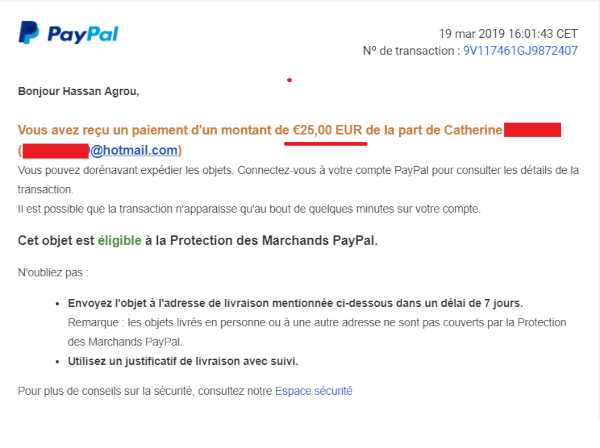 PayPal
19 mar 2019 16:01:43 CET
Nº de transaction : 9V117461GJ9872407
Bonjour Hassan Agrou,
Vous avez reçu un paiement d'un montant de €25,00 EUR de la part de Catherine
(@hotmail.com)
Vous pouvez dorénavant expédier les objets. Connectez-vous à votre compte PayPal pour consulter les détails de la
transaction.
Il est possible que la transaction n'apparaisse qu'au bout de quelques minutes sur votre compte.
Cet objet est éligible à la Protection des Marchands PayPal.
N'oubliez pas :
• Envoyez l'objet à l'adresse de livraison mentionnée ci-dessous dans un délai de 7 jours.
Remarque : les objets livrés en personne ou à une autre adresse ne sont pas couverts par la Protection
des Marchands PayPal.
• Utilisez un justificatif de livraison avec suivi.
Pour plus de conseils sur la sécurité, consultez notre Espace sécurité